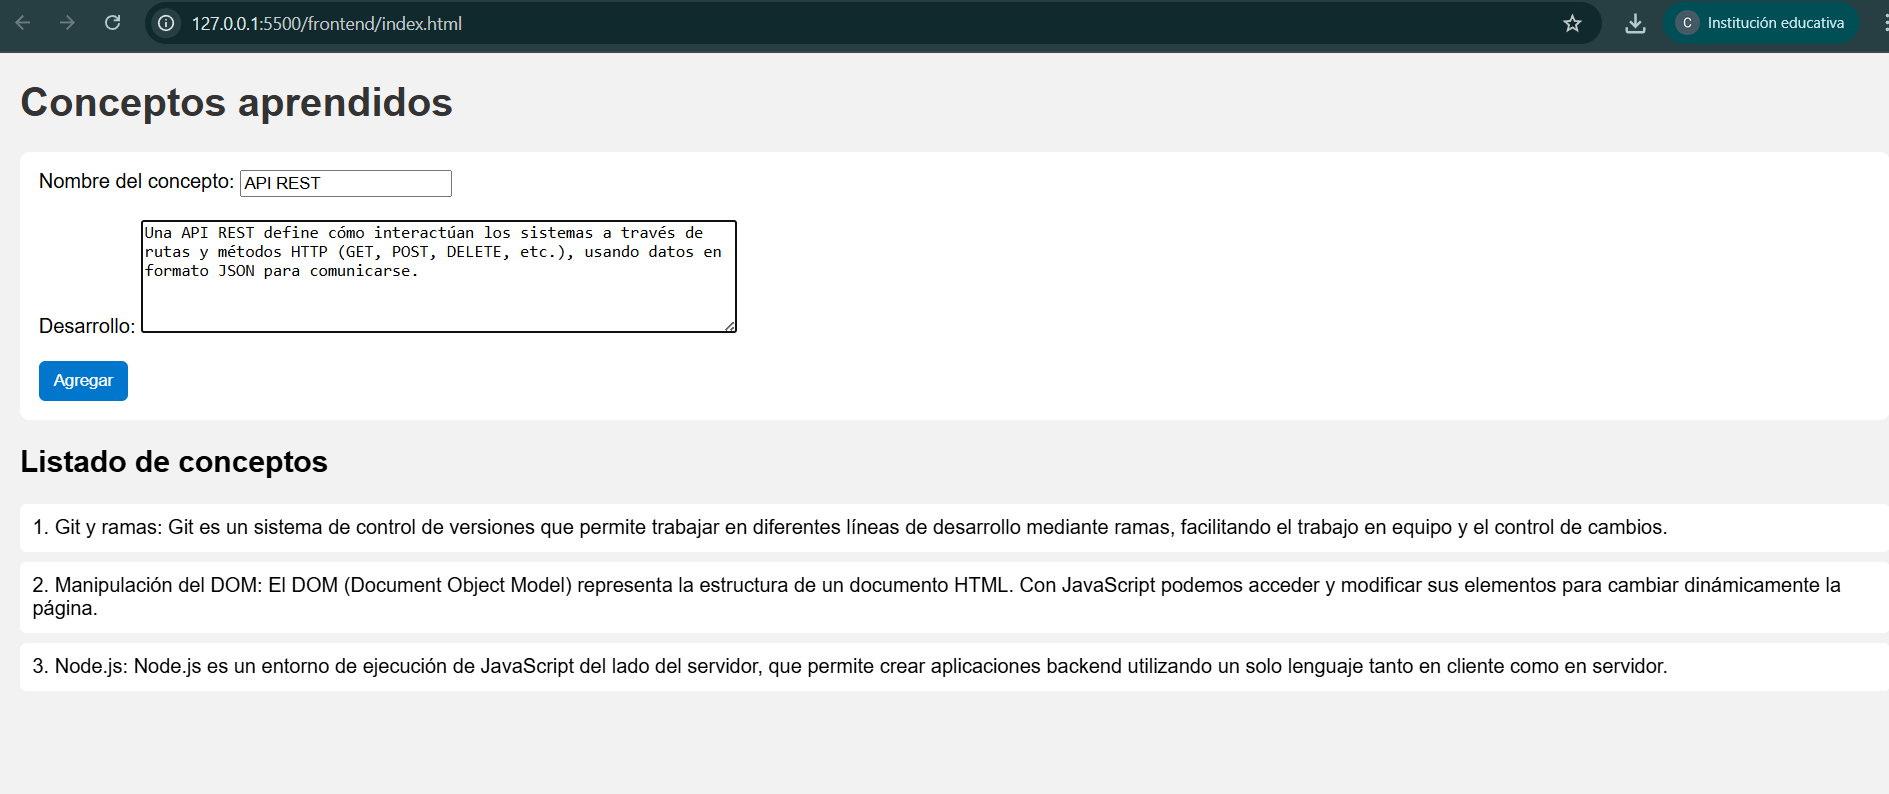 127.0.0.1:5500/frontend/index.html
C Institución educativa
Conceptos aprendidos
Nombre del concepto: API REST
Una API REST define cómo interactúan los sistemas a través de
rutas y métodos HTTP (GET, POST, DELETE, etc.), usando datos en
formato JSON para comunicarse.
Desarrollo:
Agregar
Listado de conceptos
1. Git y ramas: Git es un sistema de control de versiones que permite trabajar en diferentes líneas de desarrollo mediante ramas, facilitando el trabajo en equipo y el control de cambios.
2. Manipulación del DOM: El DOM (Document Object Model) representa la estructura de un documento HTML. Con JavaScript podemos acceder y modificar sus elementos para cambiar dinámicamente la
página.
3. Node.js: Node.js es un entorno de ejecución de JavaScript del lado del servidor, que permite crear aplicaciones backend utilizando un solo lenguaje tanto en cliente como en servidor.